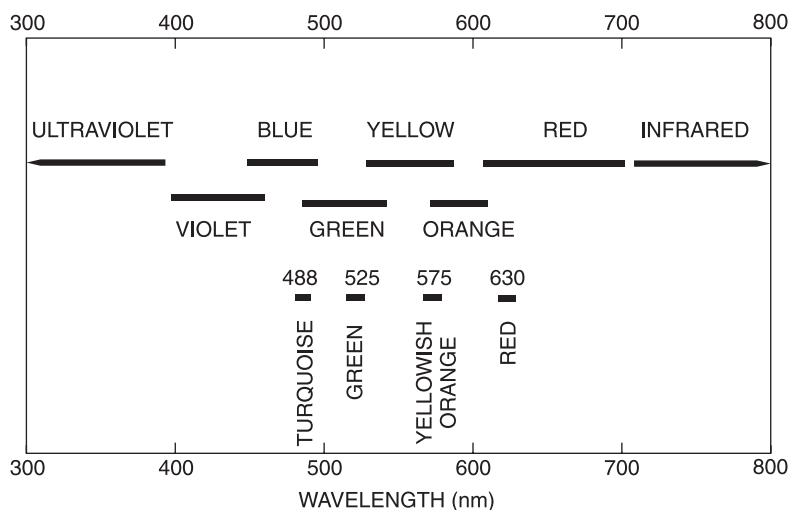 300 400 500 600 700 800
ULTRAVIOLET BLUE YELLOW RED INFRARED
VIOLET GREEN ORANGE
488 525 575 630
TURQUOISE
GREEN
YELLOWISH
ORANGE
RED
300 400 500 600 700 800
WAVELENGTH (nm)